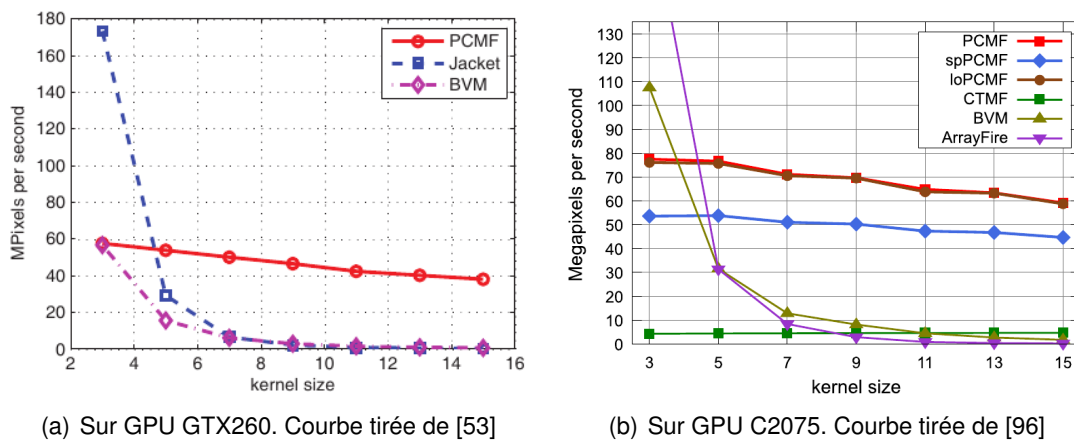 180
160
140
120
100
80
60
40
20
0
MPixels per second
PCMF
Jacket
BVM
2 4 6 8 10 12 14 16
kernel size
(a) Sur GPU GTX260. Courbe tirée de [53]
130
120
110
100
90
80
70
60
50
40
30
20
10
0
Megapixels per second
PCMF
spPCMF
loPCMF
CTMF
BVM
ArrayFire
3 5 7 9 11 13 15
kernel size
(b) Sur GPU C2075. Courbe tirée de [96]